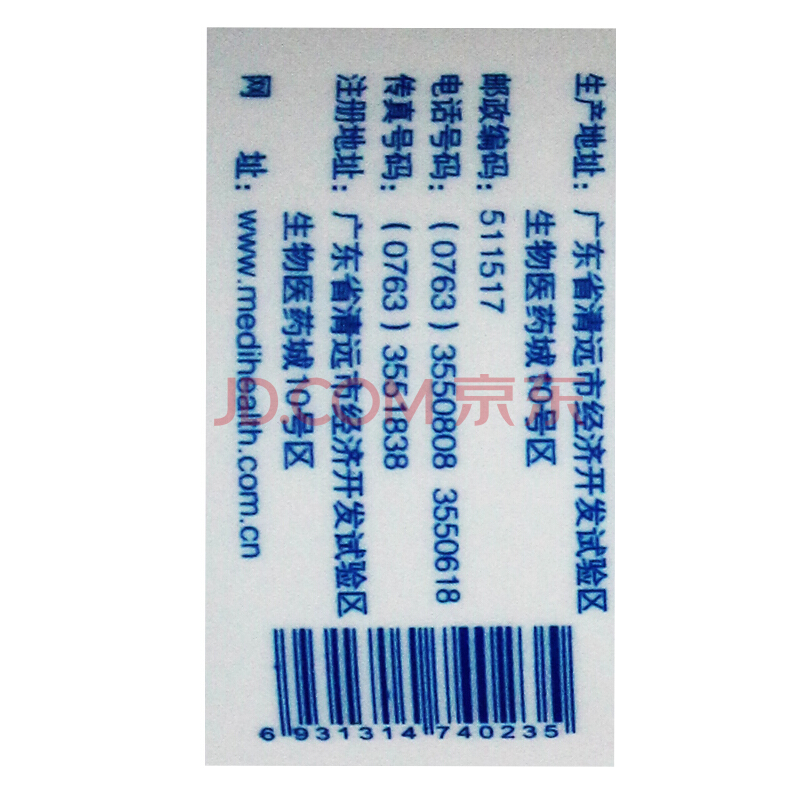 生产地址：广东省清远市经济开发试验区
生物医药城10号区
邮政编码：511517
电话号码：(0763)3550808 3550618
传真号码：(0763)3551838
注册地址：广东省清远市经济开发试验区
生物医药城10号区
网 址：www.medihealth.com.cn
6 931314 740235
JD.COM 京东